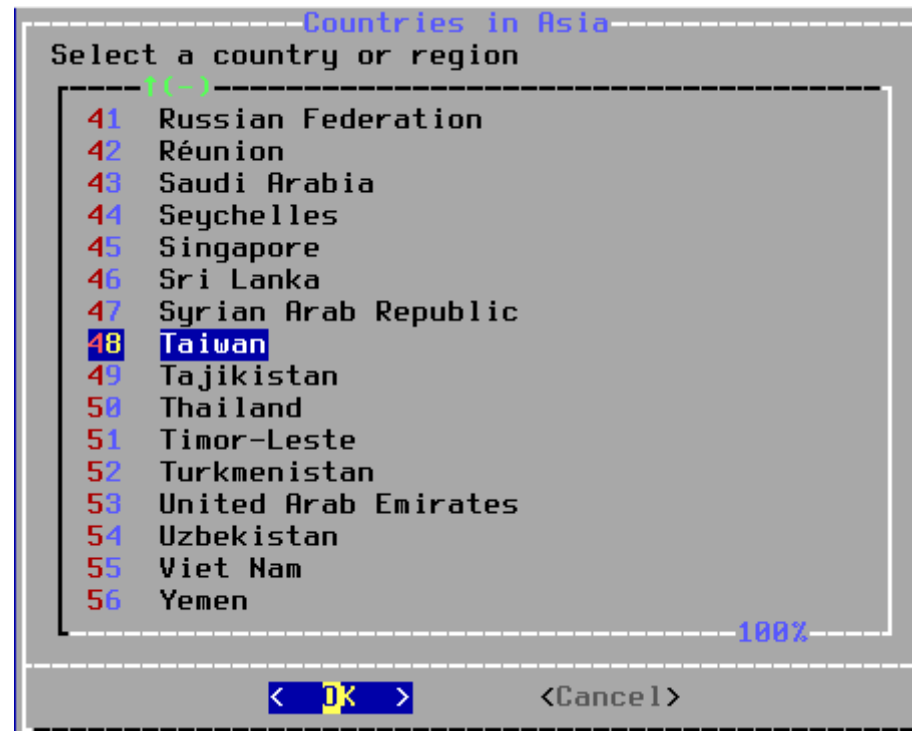 Countries in Asia
Select a country or region
↑(-)
41 Russian Federation
42 Réunion
43 Saudi Arabia
44 Seychelles
45 Singapore
46 Sri Lanka
47 Syrian Arab Republic
48 Taiwan
49 Tajikistan
50 Thailand
51 Timor-Leste
52 Turkmenistan
53 United Arab Emirates
54 Uzbekistan
55 Viet Nam
56 Yemen
100%
< OK > <Cancel>